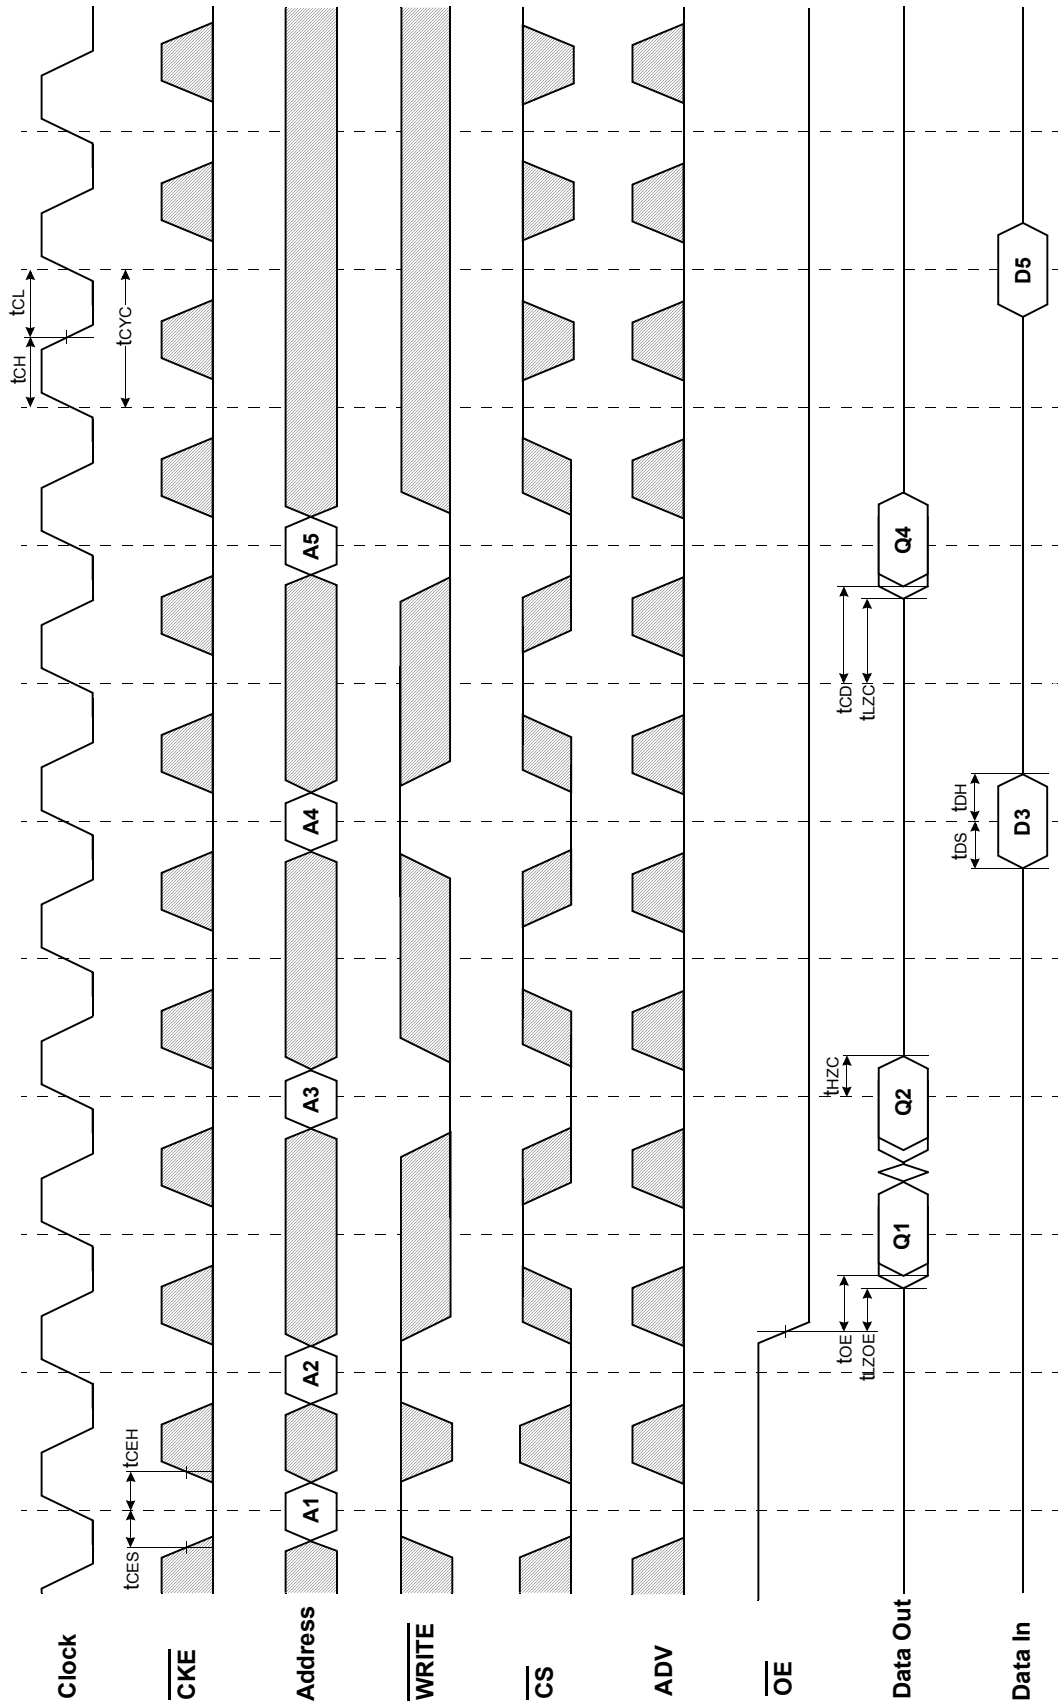 Clock
tCES
tCEH
tCH
tCL
tCYC
CKE
Address
A1
A2
A3
A4
A5
WRITE
CS
ADV
OE
tOE
tLZOE
tHZC
tCD
tLZC
Data Out
Q1
Q2
Q4
tDS
tDH
Data In
D3
D5